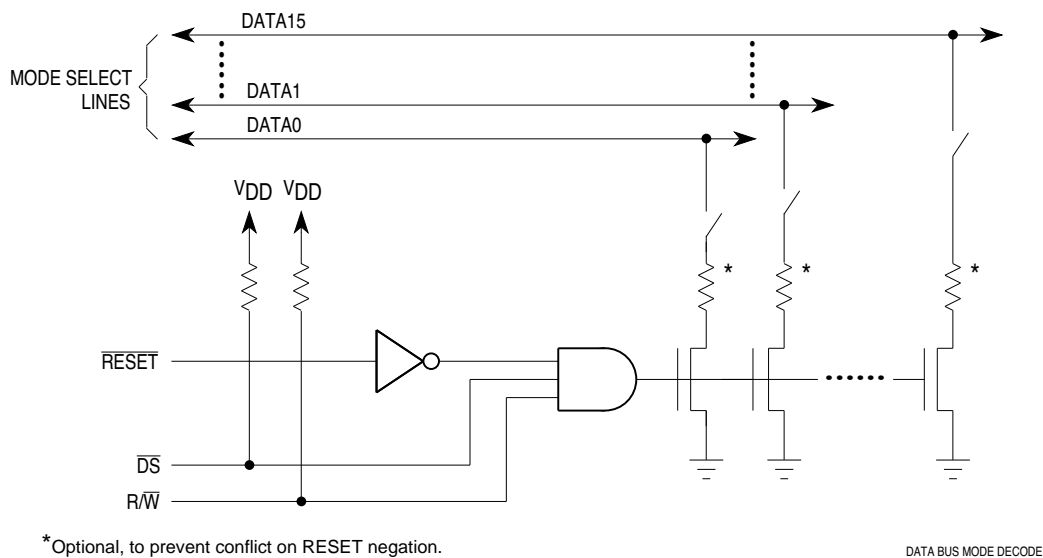 DATA15
MODE SELECT
LINES
DATA1
DATA0
VDD VDD
*
*
*
RESET
DS
R/W
*Optional, to prevent conflict on RESET negation.
DATA BUS MODE DECODE